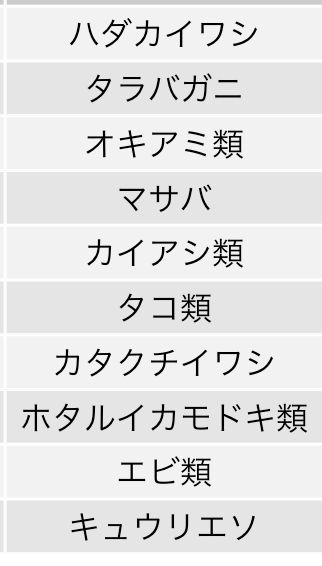 ハダカイワシ
タラバガニ
オキアミ類
マサバ
カイアシ類
タコ類
カタクチイワシ
ホタルイカモドキ類
エビ類
キュウリエソ